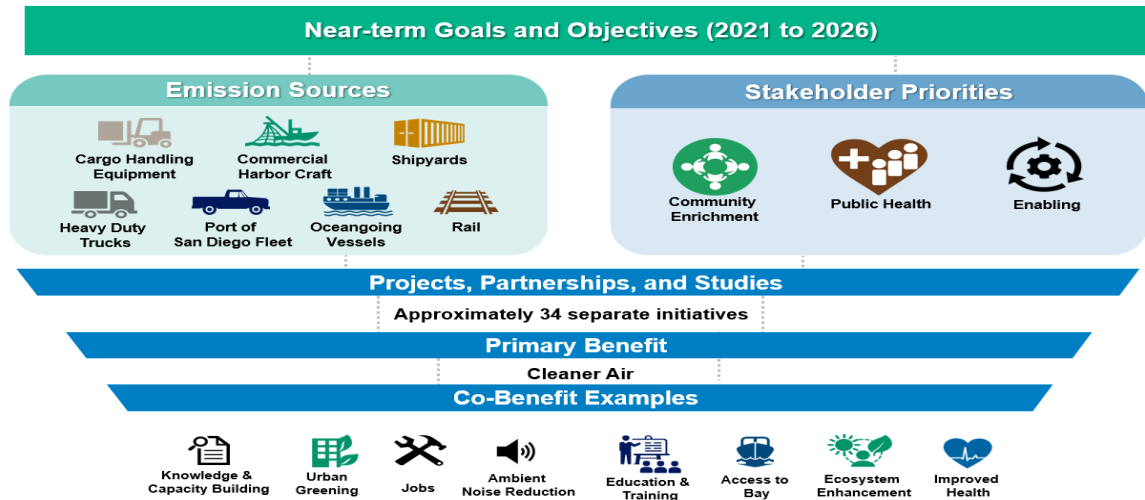 Near-term Goals and Objectives (2021 to 2026)
Emission Sources
Cargo Handling
Equipment
Commercial
Harbor Craft
Shipyards
Heavy Duty
Trucks
Port of
San Diego Fleet
Oceangoing
Vessels
Rail
Stakeholder Priorities
Community
Enrichment
Public Health
Enabling
Projects, Partnerships, and Studies
Approximately 34 separate initiatives
Primary Benefit
Cleaner Air
Co-Benefit Examples
Knowledge &
Capacity Building
Urban
Greening
Jobs
Ambient
Noise Reduction
Education &
Training
Access to
Bay
Ecosystem
Enhancement
Improved
Health